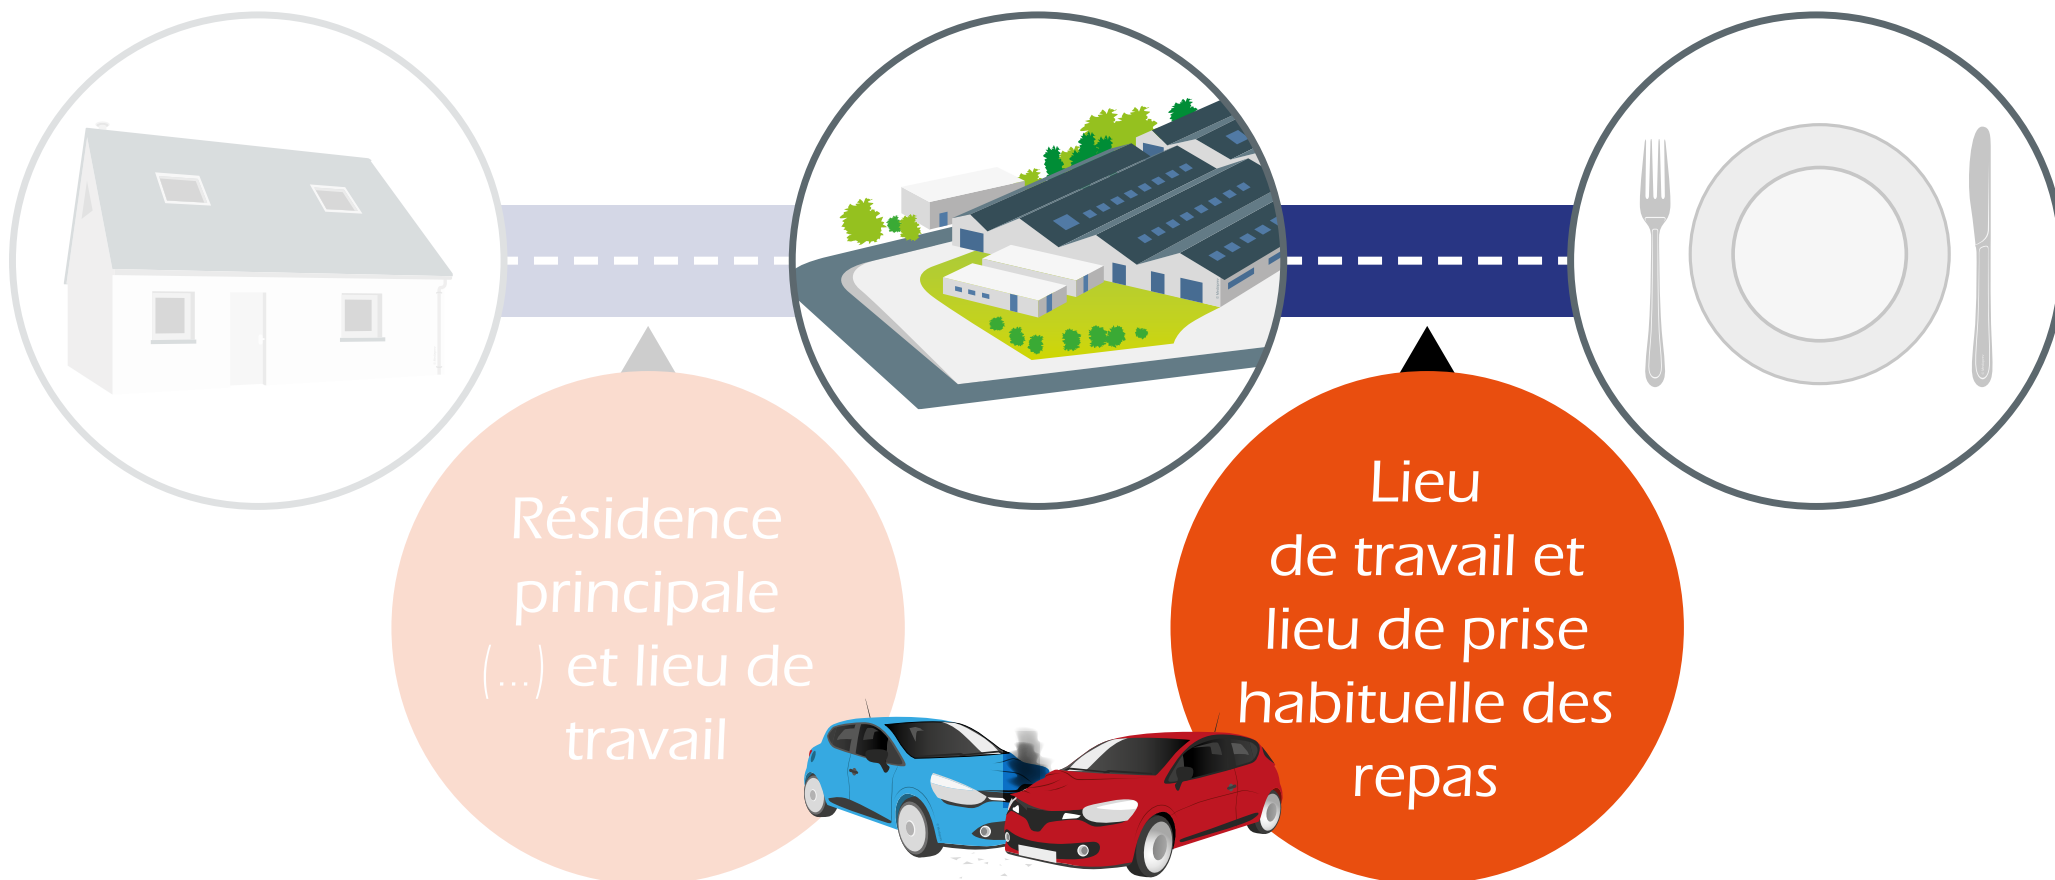 Résidence
principale
(...) et lieu de
travail
Lieu
de travail et
lieu de prise
habituelle des
repas